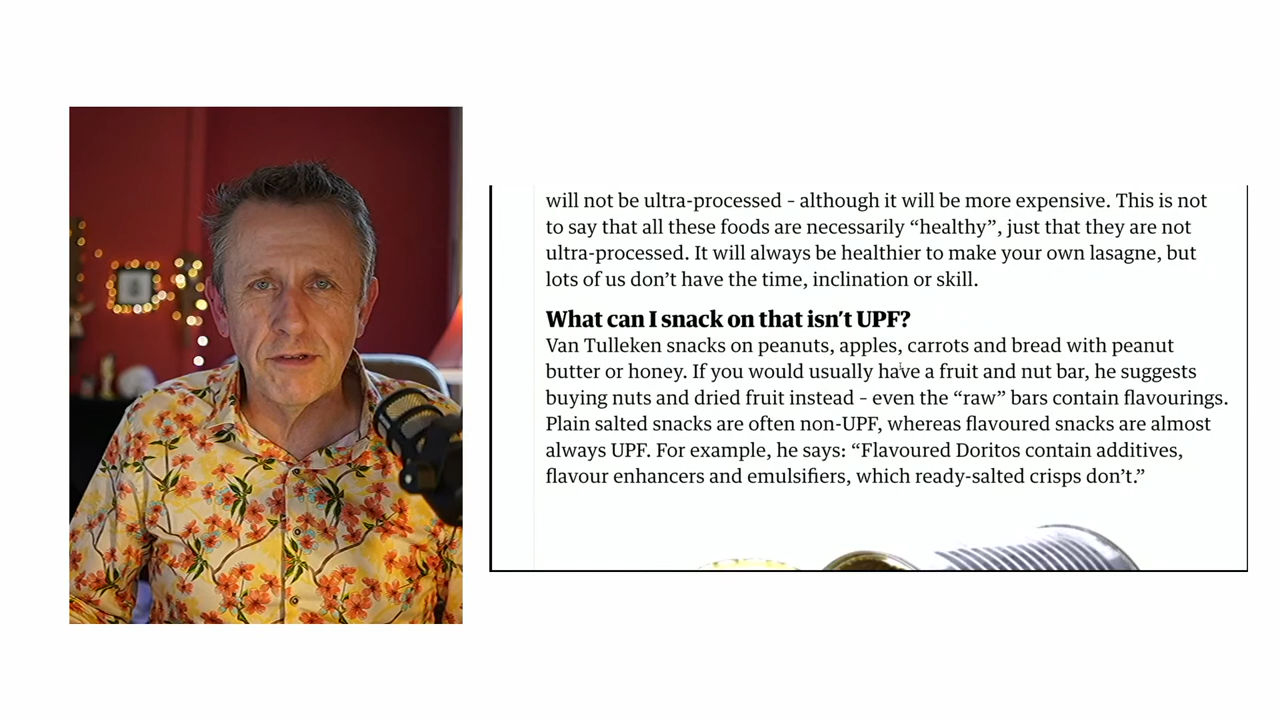 will not be ultra-processed – although it will be more expensive. This is not
to say that all these foods are necessarily “healthy”, just that they are not
ultra-processed. It will always be healthier to make your own lasagne, but
lots of us don’t have the time, inclination or skill.
What can I snack on that isn’t UPF?
Van Tulleken snacks on peanuts, apples, carrots and bread with peanut
butter or honey. If you would usually have a fruit and nut bar, he suggests
buying nuts and dried fruit instead – even the “raw” bars contain flavourings.
Plain salted snacks are often non-UPF, whereas flavoured snacks are almost
always UPF. For example, he says: “Flavoured Doritos contain additives,
flavour enhancers and emulsifiers, which ready-salted crisps don’t.”